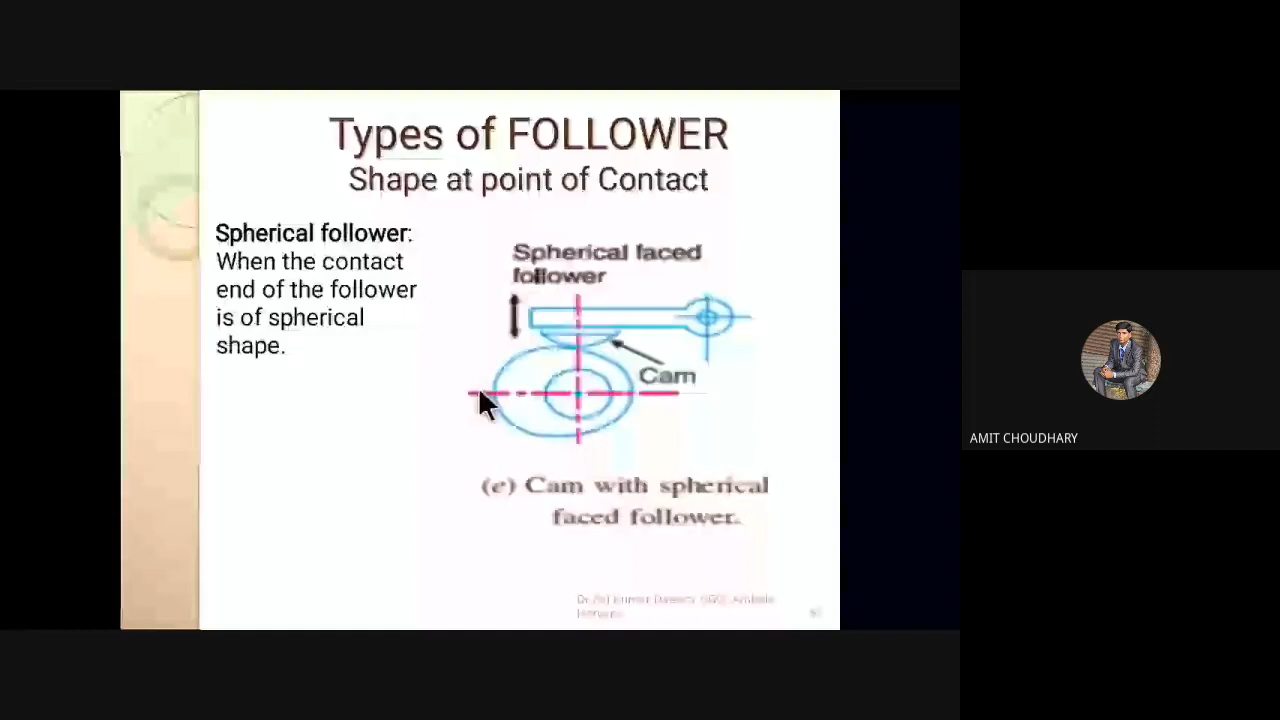 Types of FOLLOWER
Shape at point of Contact
Spherical follower:
When the contact
end of the follower
is of spherical
shape.
Spherical faced
follower
Cam
(e) Cam with spherical
faced follower.
AMIT CHOUDHARY